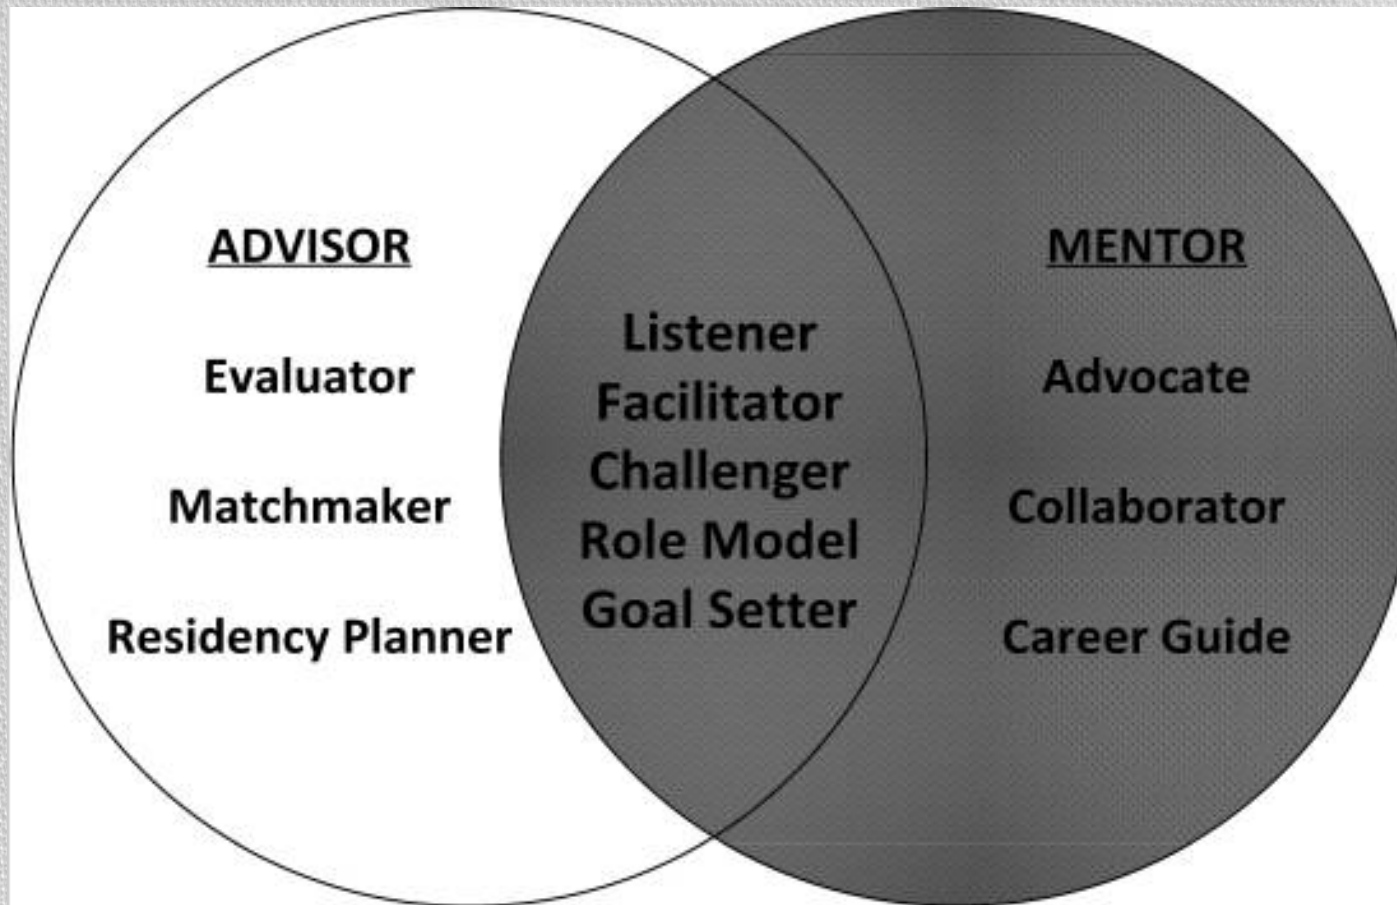 ADVISOR
Evaluator
Matchmaker
Residency Planner
Listener
Facilitator
Challenger
Role Model
Goal Setter
MENTOR
Advocate
Collaborator
Career Guide